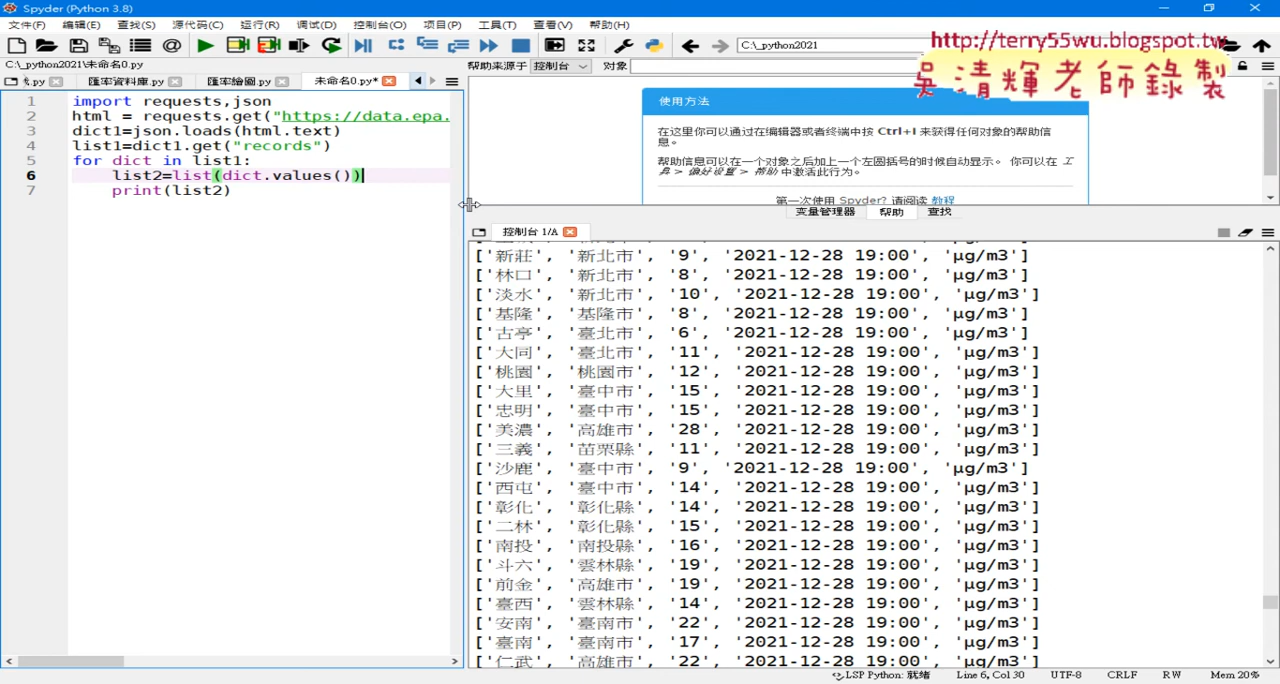 Spyder (Python 3.8)
文件(F) 编辑(E) 查找(S) 源代码(C) 运行(R) 调试(D) 控制台(O) 项目(P) 工具(T) 查看(V) 帮助(H)
C:\_python2021
http://terry55wu.blogspot.tw
吳清輝老師錄製
C:\_python2021\未命名0.py
帮助来源于 控制台 对象
.py 匯率資料庫.py 匯率繪圖.py 未命名0.py*
1 import requests,json
2 html = requests.get("https://data.epa.
3 dict1=json.loads(html.text)
4 list1=dict1.get("records")
5 for dict in list1:
6 list2=list(dict.values())
7 print(list2)
使用方法
在这里你可以通过在编辑器或者终端中按 Ctrl+I 来获得任何对象的帮助信
息。
帮助信息可以在一个对象之后加上一个左圆括号的时候自动显示。 你可以在 工
具 > 偏好设置 > 帮助 中激活此行为。
第一次使用 Spyder? 请阅读 教程
变量管理器 帮助 查找
控制台 1/A
['新莊', '新北市', '9', '2021-12-28 19:00', 'μg/m3']
['林口', '新北市', '8', '2021-12-28 19:00', 'μg/m3']
['淡水', '新北市', '10', '2021-12-28 19:00', 'μg/m3']
['基隆', '基隆市', '8', '2021-12-28 19:00', 'μg/m3']
['古亭', '臺北市', '6', '2021-12-28 19:00', 'μg/m3']
['大同', '臺北市', '11', '2021-12-28 19:00', 'μg/m3']
['桃園', '桃園市', '12', '2021-12-28 19:00', 'μg/m3']
['大里', '臺中市', '15', '2021-12-28 19:00', 'μg/m3']
['忠明', '臺中市', '15', '2021-12-28 19:00', 'μg/m3']
['美濃', '高雄市', '28', '2021-12-28 19:00', 'μg/m3']
['三義', '苗栗縣', '11', '2021-12-28 19:00', 'μg/m3']
['沙鹿', '臺中市', '9', '2021-12-28 19:00', 'μg/m3']
['西屯', '臺中市', '14', '2021-12-28 19:00', 'μg/m3']
['彰化', '彰化縣', '14', '2021-12-28 19:00', 'μg/m3']
['二林', '彰化縣', '15', '2021-12-28 19:00', 'μg/m3']
['南投', '南投縣', '16', '2021-12-28 19:00', 'μg/m3']
['斗六', '雲林縣', '19', '2021-12-28 19:00', 'μg/m3']
['前金', '高雄市', '19', '2021-12-28 19:00', 'μg/m3']
['臺西', '雲林縣', '14', '2021-12-28 19:00', 'μg/m3']
['安南', '臺南市', '22', '2021-12-28 19:00', 'μg/m3']
['臺南', '臺南市', '17', '2021-12-28 19:00', 'μg/m3']
['仁武', '高雄市', '22', '2021-12-28 19:00', 'μg/m3']
LSP Python: 就绪 Line 6, Col 30 UTF-8 CRLF RW Mem 20%